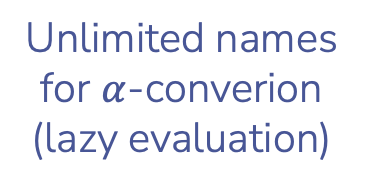 Unlimited names
for α-converion
(lazy evaluation)